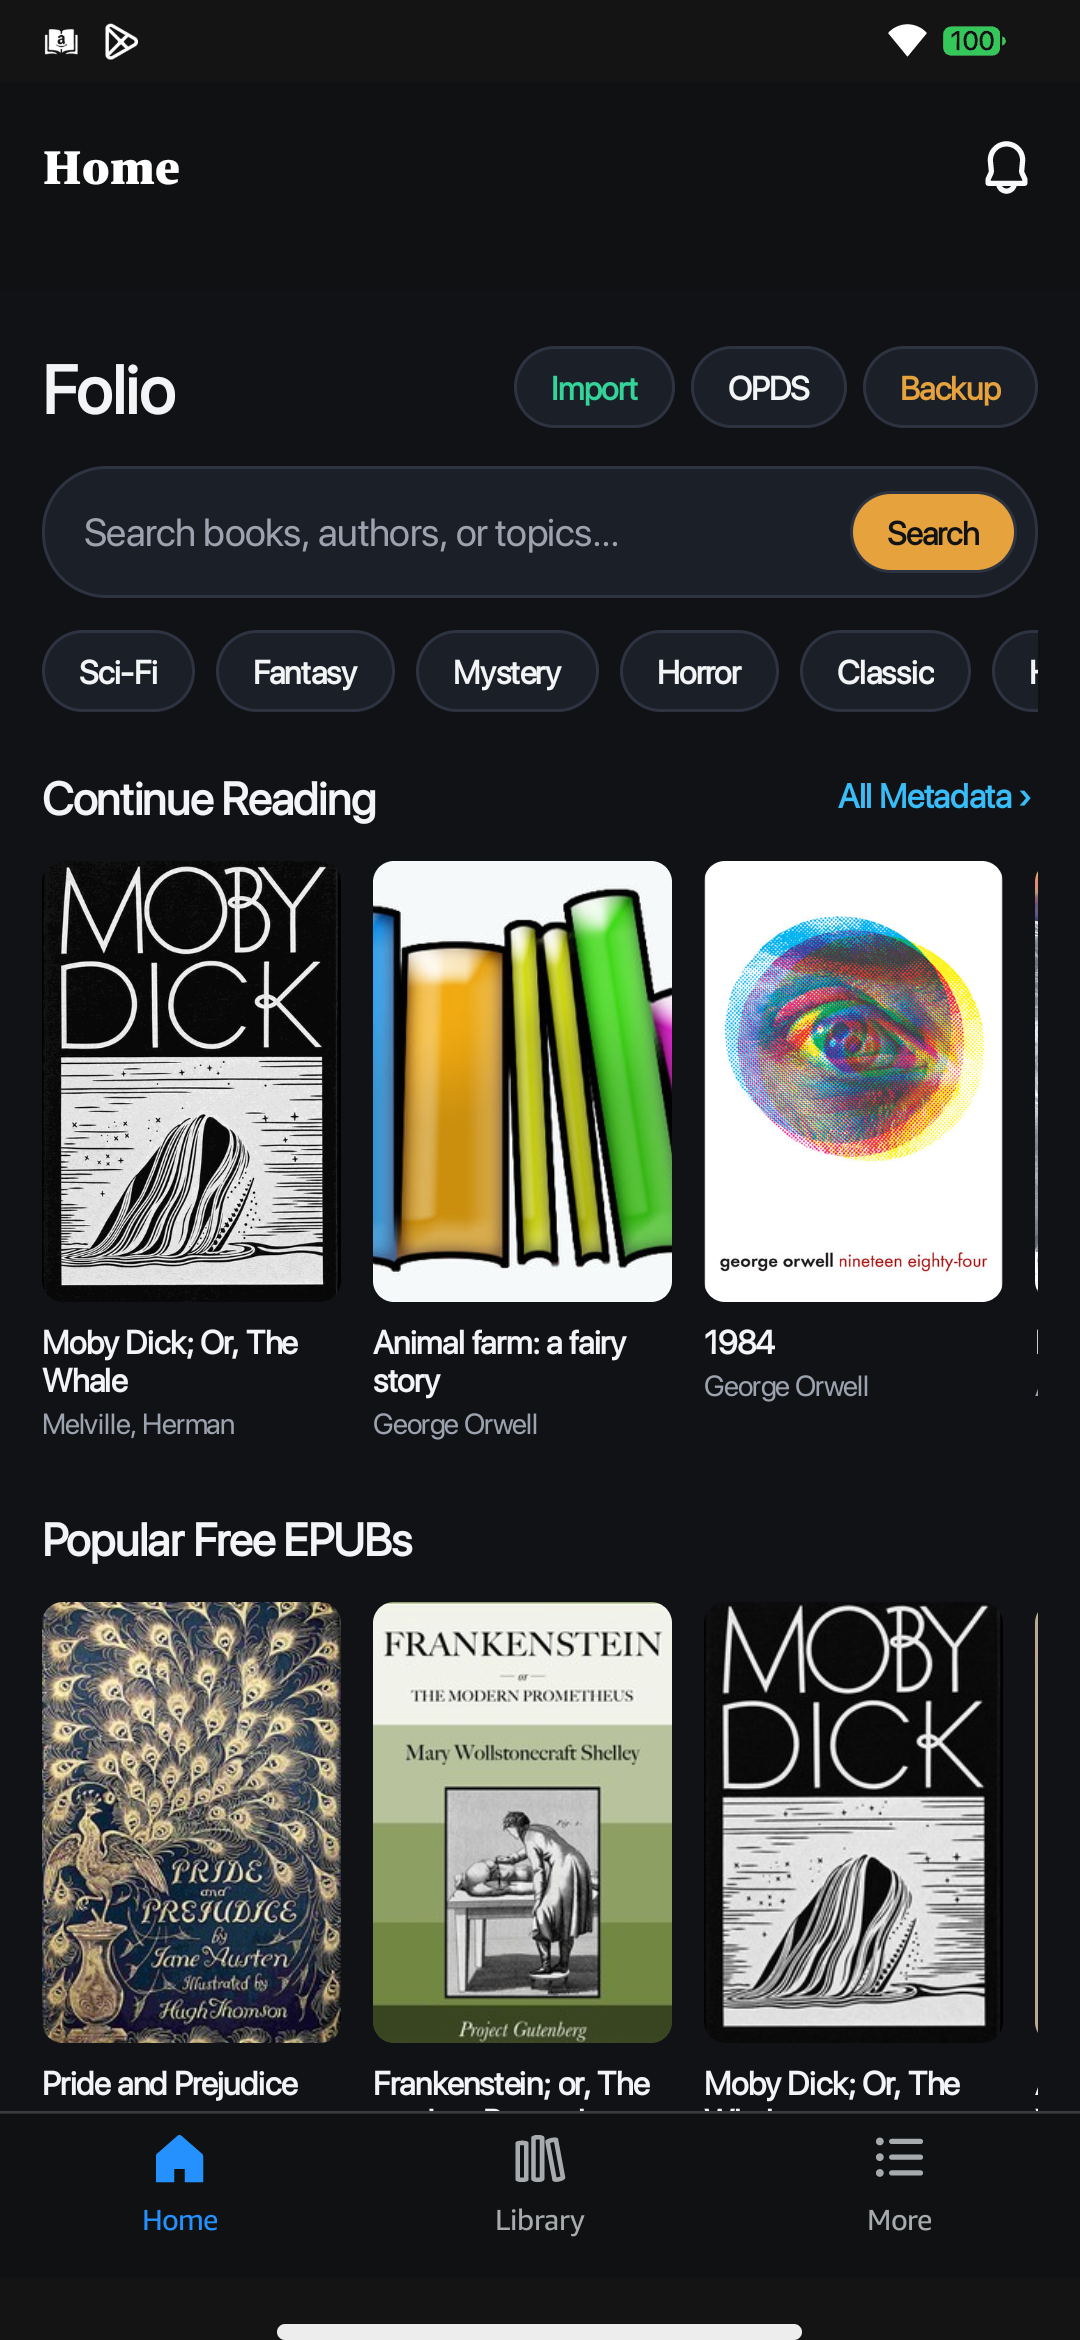 100
Home
Folio
Import
OPDS
Backup
Search books, authors, or topics...
Search
Sci-Fi
Fantasy
Mystery
Horror
Classic
Continue Reading
All Metadata ›
MOBY
DICK
george orwell nineteen eighty-four
Moby Dick; Or, The
Whale
Melville, Herman
Animal farm: a fairy
story
George Orwell
1984
George Orwell
Popular Free EPUBs
PRIDE
and
PREJUDICE
by
Jane Austen
Illustrated by
Hugh Thomson
FRANKENSTEIN
— or —
THE MODERN PROMETHEUS
Mary Wollstonecraft Shelley
Project Gutenberg
MOBY
DICK
Pride and Prejudice
Frankenstein; or, The
Moby Dick; Or, The
Home
Library
More